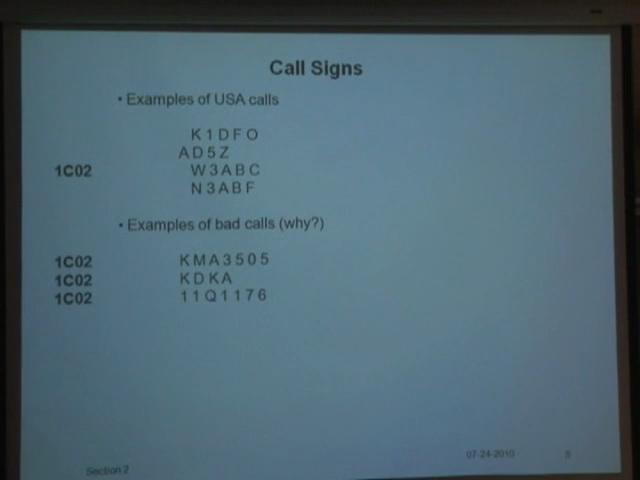 Call Signs
• Examples of USA calls
K1DFO
AD5Z
1C02 W3ABC
N3ABF
• Examples of bad calls (why?)
1C02 KMA3505
1C02 KDKA
1C02 11Q1176
Section 2
07-24-2010